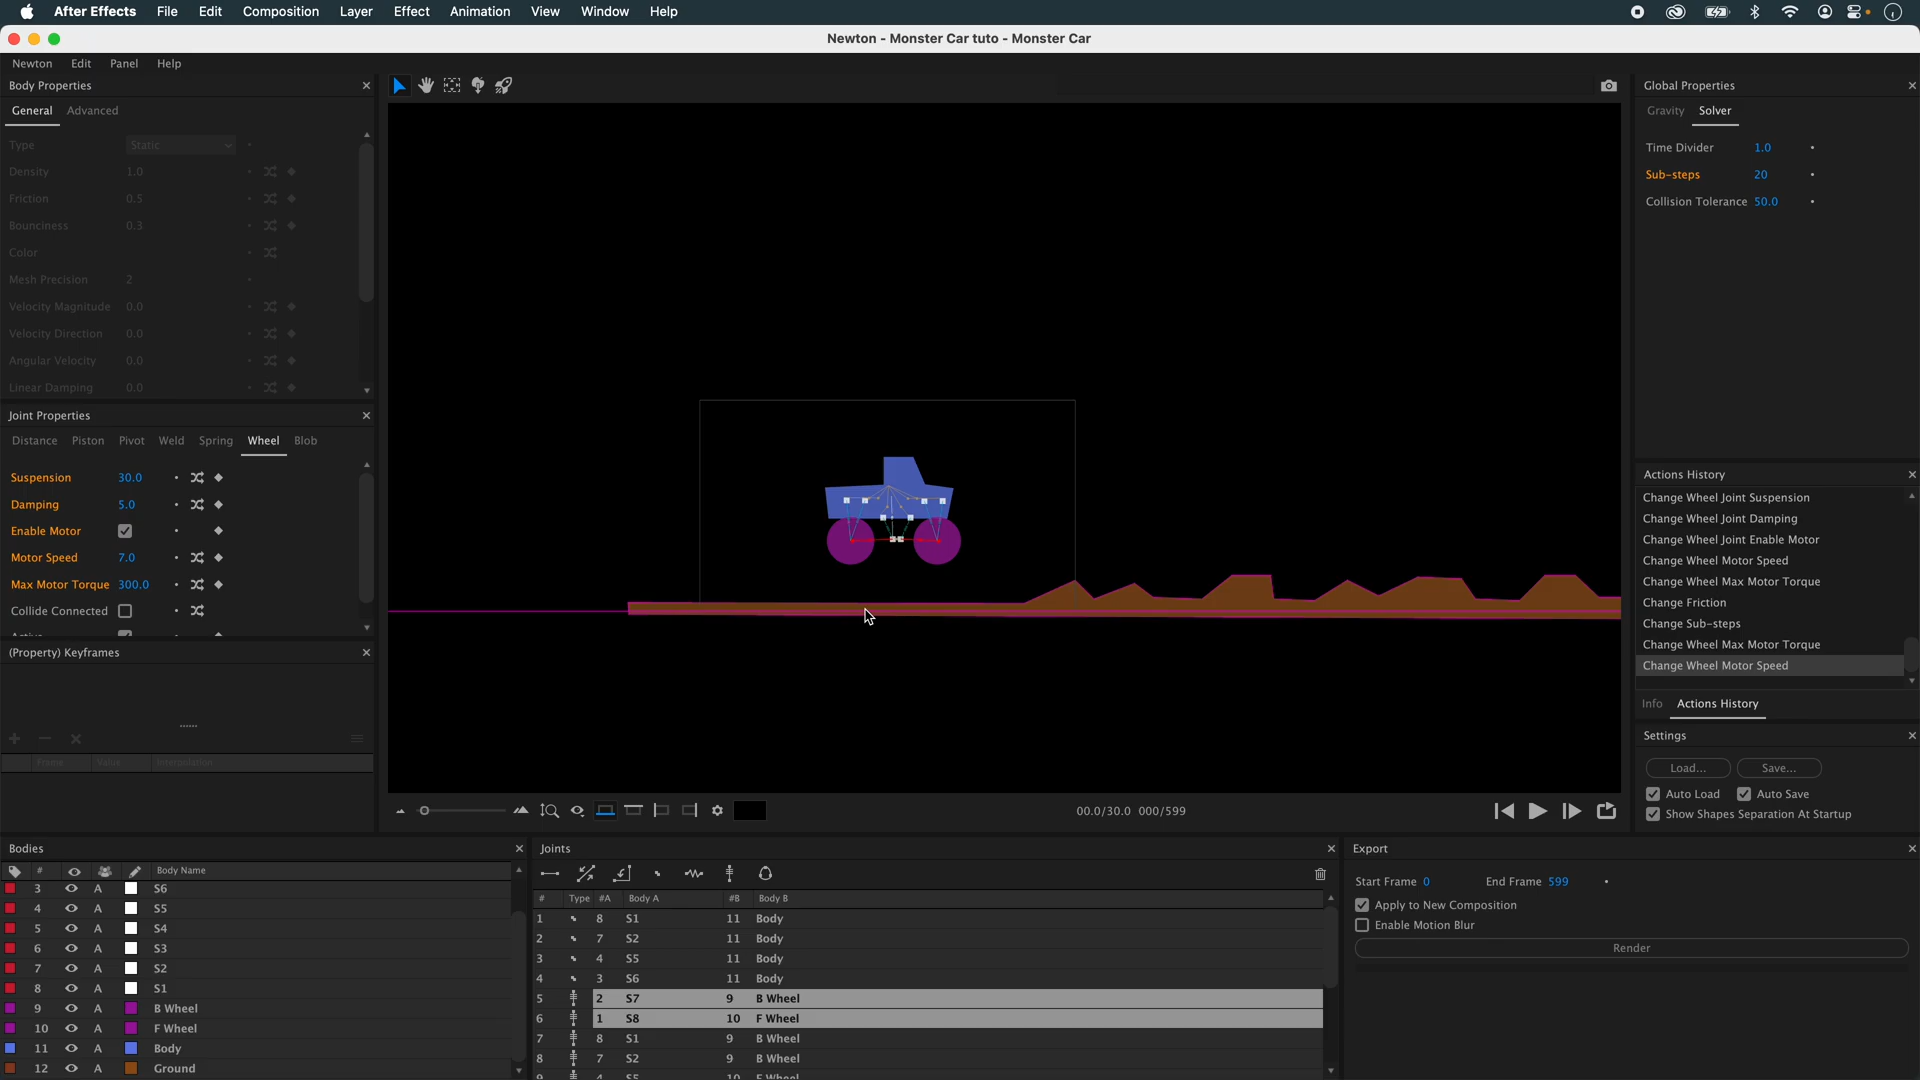 After Effects File Edit Composition Layer Effect Animation View Window Help
Newton - Monster Car tuto - Monster Car
Newton Edit Panel Help
Body Properties
General Advanced
Type Static
Density 1.0
Friction 0.5
Bounciness 0.3
Color
Mesh Precision 2
Velocity Magnitude 0.0
Velocity Direction 0.0
Angular Velocity 0.0
Linear Damping 0.0
Joint Properties
Distance Piston Pivot Weld Spring Wheel Blob
Suspension 30.0
Damping 5.0
Enable Motor
Motor Speed 7.0
Max Motor Torque 300.0
Collide Connected
(Property) Keyframes
Frame Value Interpolation
00.0/30.0 000/599
Global Properties
Gravity Solver
Time Divider 1.0
Sub-steps 20
Collision Tolerance 50.0
Actions History
Change Wheel Joint Suspension
Change Wheel Joint Damping
Change Wheel Joint Enable Motor
Change Wheel Motor Speed
Change Wheel Max Motor Torque
Change Friction
Change Sub-steps
Change Wheel Max Motor Torque
Change Wheel Motor Speed
Info Actions History
Settings
Load... Save...
Auto Load Auto Save
Show Shapes Separation At Startup
Bodies
# Body Name
3 A S6
4 A S5
5 A S4
6 A S3
7 A S2
8 A S1
9 A B Wheel
10 A F Wheel
11 A Body
12 A Ground
Joints
# Type #A Body A #B Body B
1 8 S1 11 Body
2 7 S2 11 Body
3 4 S5 11 Body
4 3 S6 11 Body
5 2 S7 9 B Wheel
6 1 S8 10 F Wheel
7 8 S1 9 B Wheel
8 7 S2 9 B Wheel
9 4 S5 10 F Wheel
Export
Start Frame 0 End Frame 599
Apply to New Composition
Enable Motion Blur
Render